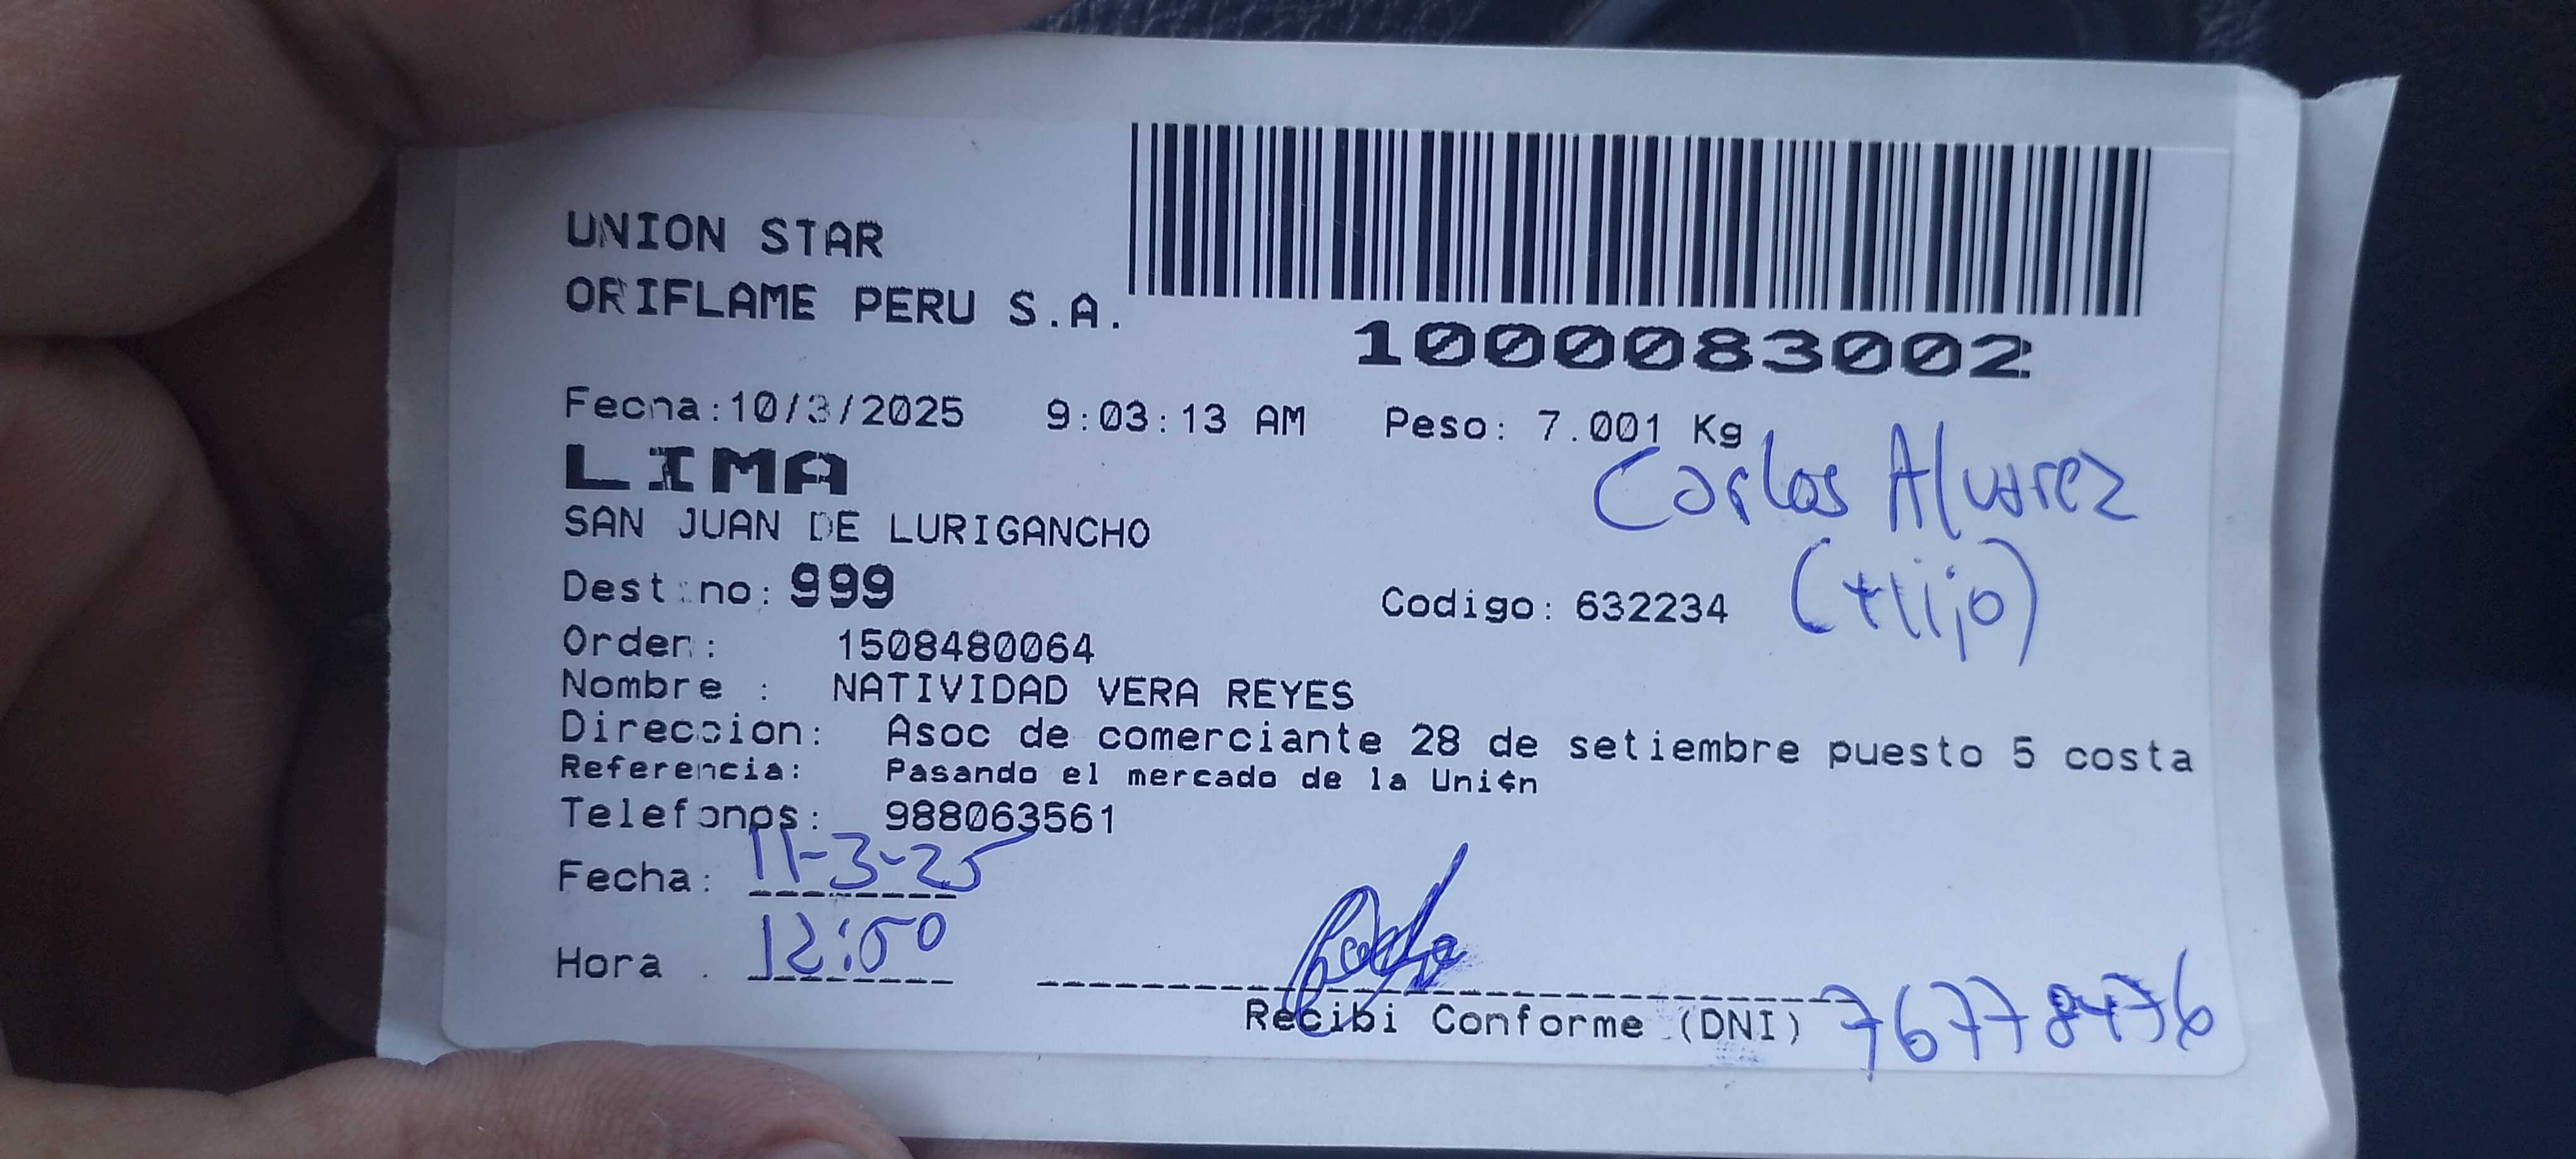 UNION STAR
ORIFLAME PERU S.A.
1000083002
Fecha:10/3/2025 9:03:13 AM Peso: 7.001 Kg
LIMA
Carlos Alvarez
SAN JUAN DE LURIGANCHO
(Hijo)
Destino: 999 Codigo: 632234
Orden: 1508480064
Nombre : NATIVIDAD VERA REYES
Direccion: Asoc de comerciante 28 de setiembre puesto 5 costa
Referencia: Pasando el mercado de la Uni¢n
Telefonos: 988063561
Fecha: 11-3-25
Hora : 12:50
Recibi Conforme (DNI) 76778476